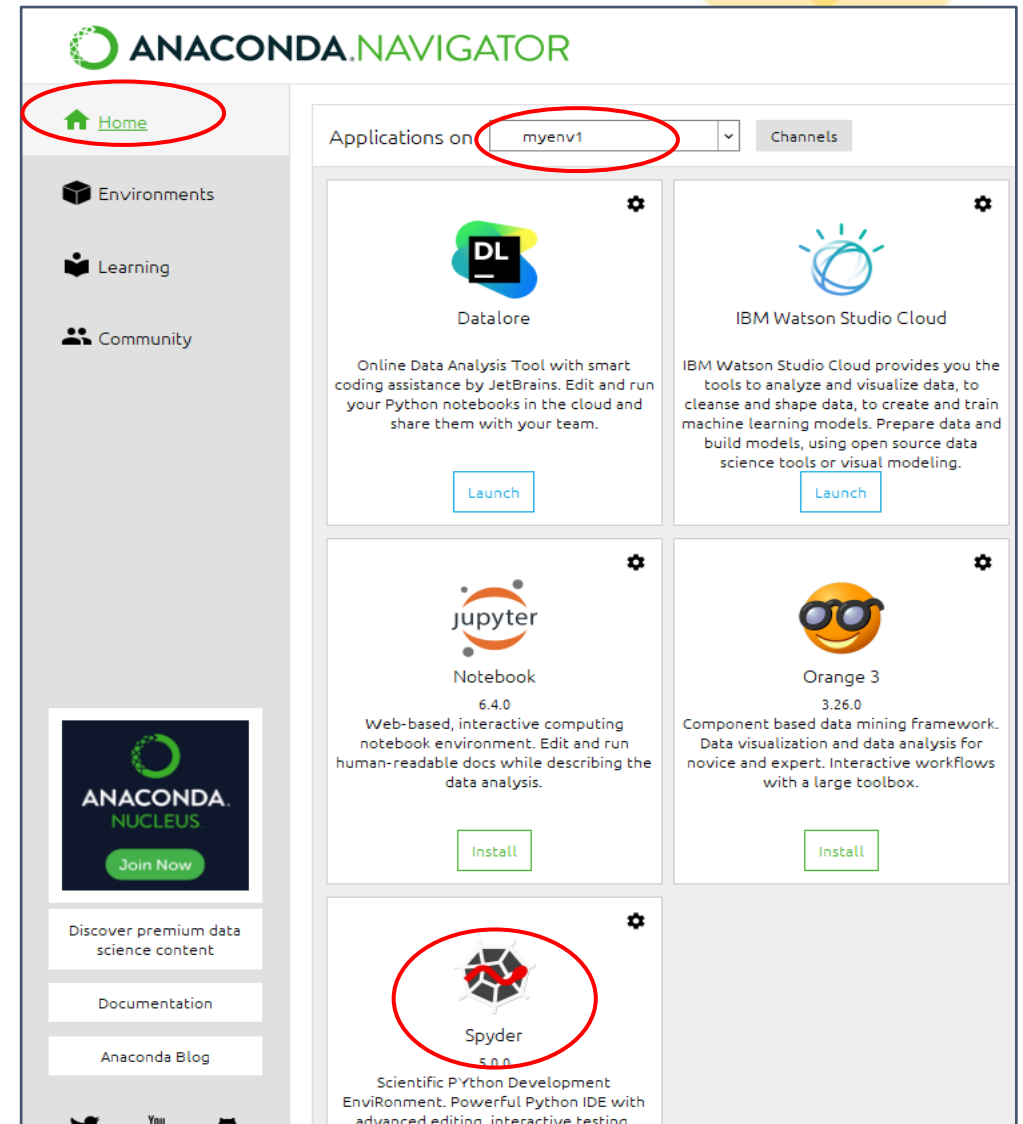 ANACONDA.NAVIGATOR
Home
Environments
Learning
Community
Applications on
myenv1
Channels
DL
Datalore
Online Data Analysis Tool with smart
coding assistance by JetBrains. Edit and run
your Python notebooks in the cloud and
share them with your team.
Launch
IBM Watson Studio Cloud
IBM Watson Studio Cloud provides you the
tools to analyze and visualize data, to
cleanse and shape data, to create and train
machine learning models. Prepare data and
build models, using open source data
science tools or visual modeling.
Launch
jupyter
Notebook
6.4.0
Web-based, interactive computing
notebook environment. Edit and run
human-readable docs while describing the
data analysis.
Install
Orange 3
3.26.0
Component based data mining framework.
Data visualization and data analysis for
novice and expert. Interactive workflows
with a large toolbox.
Install
Spyder
5.0.0
Scientific PYthon Development
EnviRonment. Powerful Python IDE with
advanced editing, interactive testing
ANACONDA.
NUCLEUS.
Join Now
Discover premium data
science content
Documentation
Anaconda Blog
You